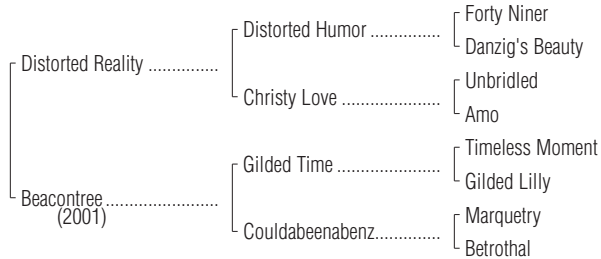 Forty Niner
Distorted Humor ...............
Danzig's Beauty
Distorted Reality ...............
Unbridled
Christy Love .....................
Amo
Timeless Moment
Gilded Time ......................
Gilded Lilly
Beacontree........................
(2001)
Marquetry
Couldabeenabenz..............
Betrothal